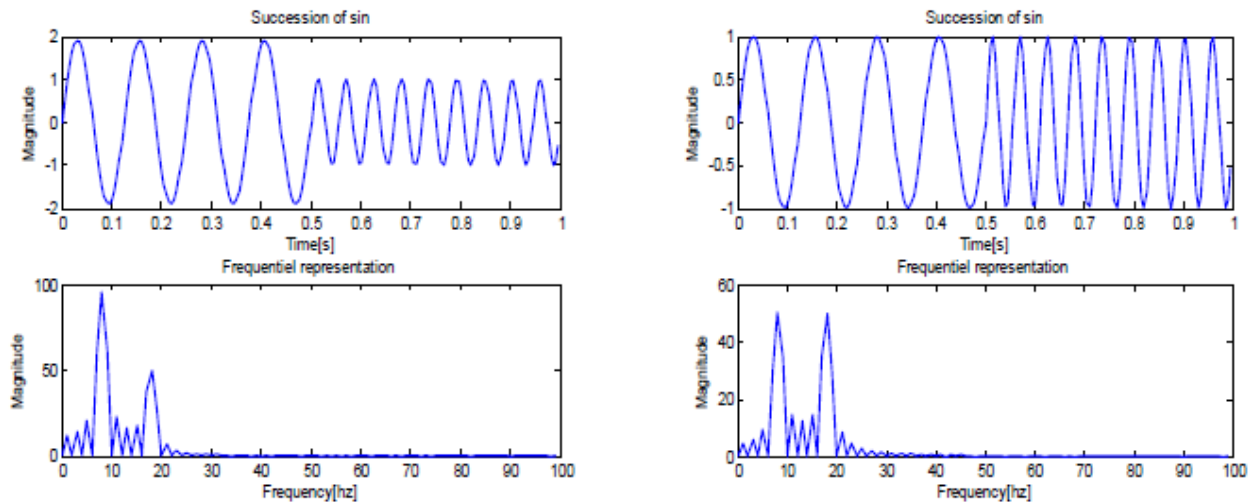 Succession of sin
Magnitude
2
1
0
-1
-2
0 0.1 0.2 0.3 0.4 0.5 0.6 0.7 0.8 0.9 1
Time[s]
Frequentiel representation
Magnitude
100
50
0
0 10 20 30 40 50 60 70 80 90 100
Frequency[hz]
Succession of sin
Magnitude
1
0.5
0
-0.5
-1
0 0.1 0.2 0.3 0.4 0.5 0.6 0.7 0.8 0.9 1
Time[s]
Frequentiel representation
Magnitude
60
40
20
0
0 10 20 30 40 50 60 70 80 90 100
Frequency[hz]